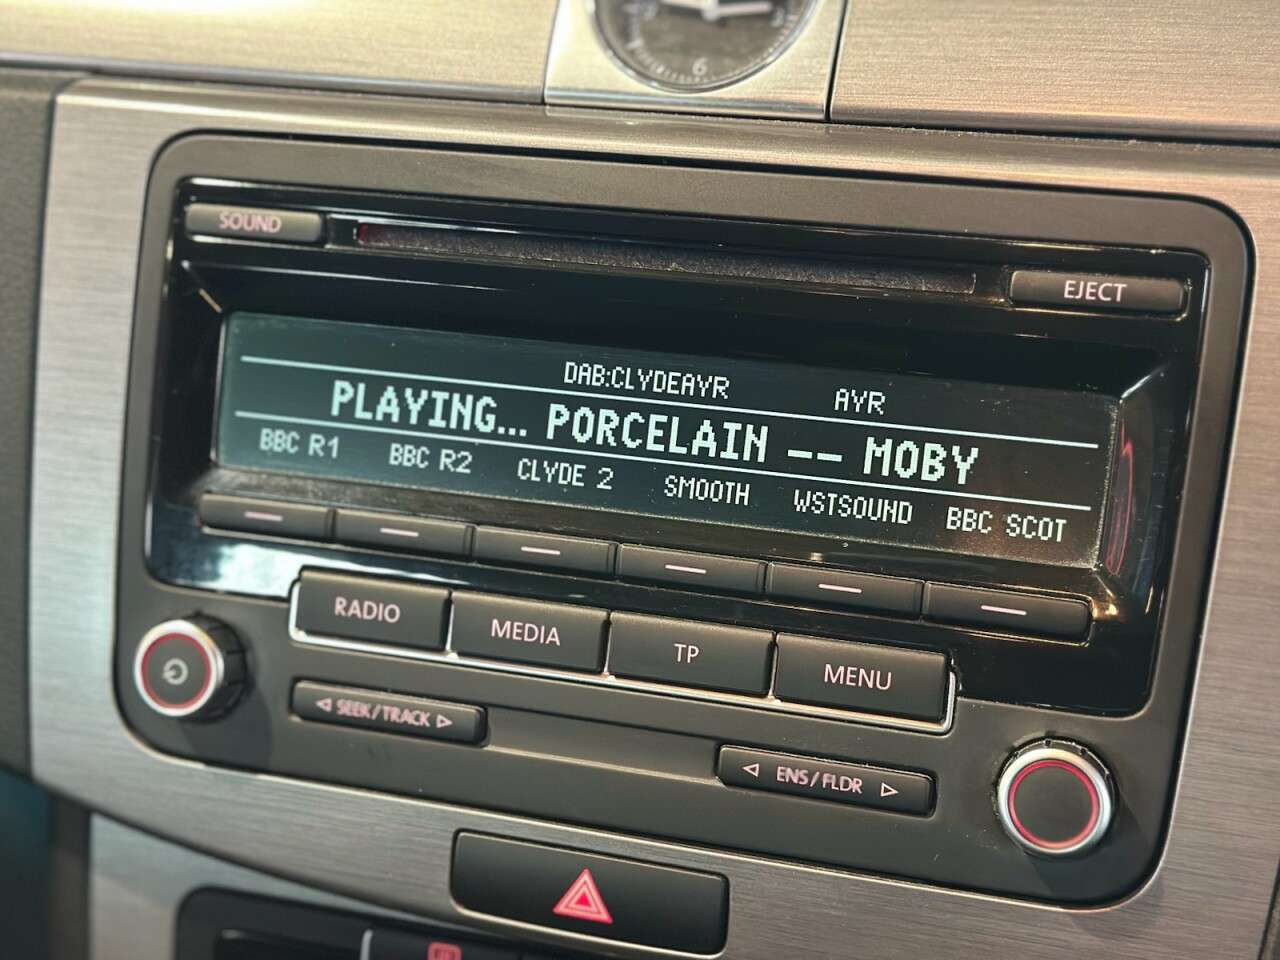 6
SOUND
EJECT
DAB:CLYDEAYR AYR
PLAYING... PORCELAIN -- MOBY
BBC R1 BBC R2 CLYDE 2 SMOOTH WSTSOUND BBC SCOT
RADIO MEDIA TP MENU
◁ SEEK/TRACK ▷
◁ ENS/FLDR ▷